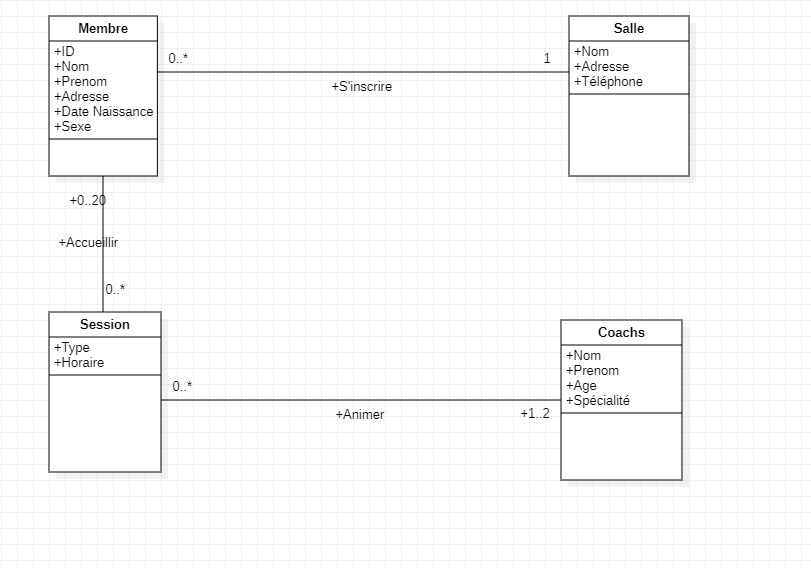 Membre
+ID
+Nom
+Prenom
+Adresse
+Date Naissance
+Sexe
0..*
1
+S'inscrire
Salle
+Nom
+Adresse
+Téléphone
+0..20
+Accueillir
0..*
Session
+Type
+Horaire
0..*
+Animer
+1..2
Coachs
+Nom
+Prenom
+Age
+Spécialité